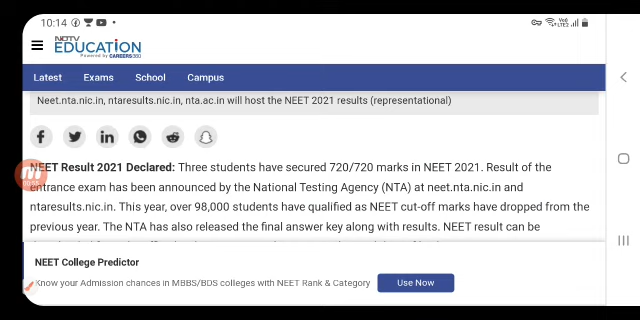 10:14
VoLTE2
NDTV
EDUCATION
Powered by CAREERS360
Latest Exams School Campus
Neet.nta.nic.in, ntaresults.nic.in, nta.ac.in will host the NEET 2021 results (representational)
NEET Result 2021 Declared: Three students have secured 720/720 marks in NEET 2021. Result of the
entrance exam has been announced by the National Testing Agency (NTA) at neet.nta.nic.in and
ntaresults.nic.in. This year, over 98,000 students have qualified as NEET cut-off marks have dropped from the
previous year. The NTA has also released the final answer key along with results. NEET result can be
NEET College Predictor
Know your Admission chances in MBBS/BDS colleges with NEET Rank & Category Use Now